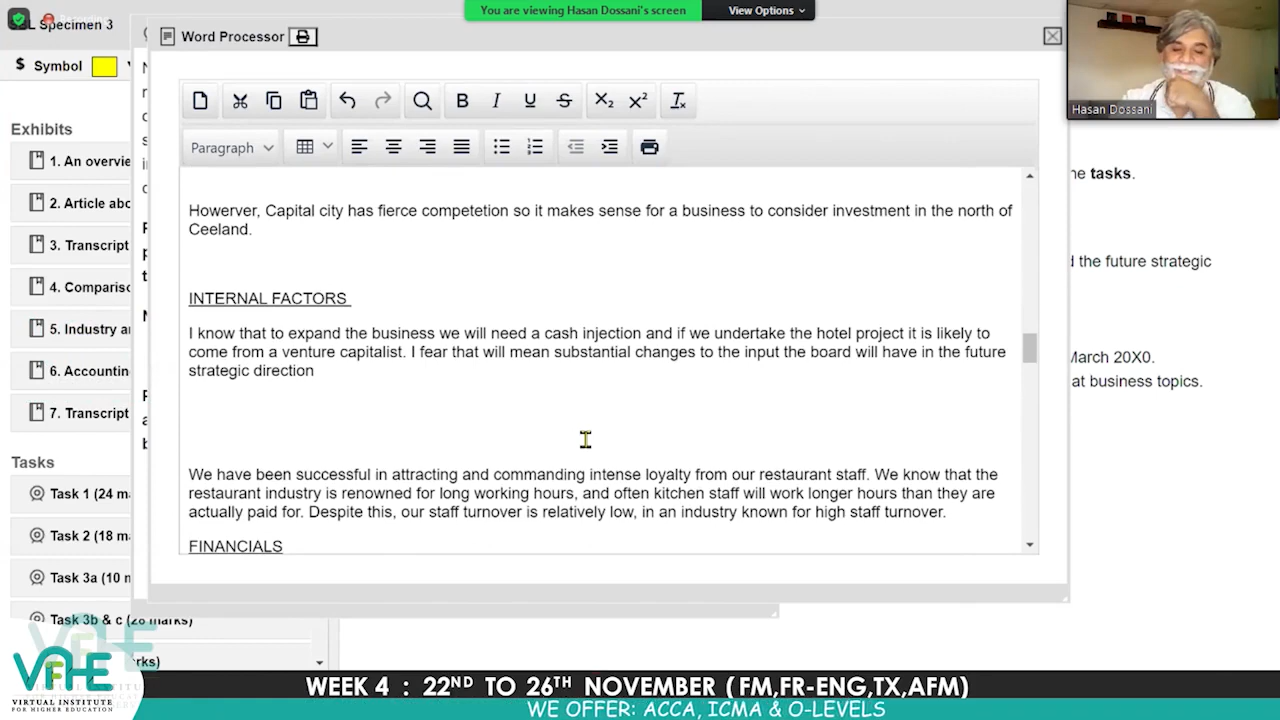 You are viewing Hasan Dossani's screen
View Options
Specimen 3
Word Processor
Symbol
Exhibits
1. An overvie
2. Article abo
3. Transcript
4. Compariso
5. Industry a
6. Accounting
7. Transcript
Tasks
Task 1 (24 m
Task 2 (18 m
Task 3a (10 m
Task 3b & c (28 marks)
rks)
Paragraph
Howerver, Capital city has fierce competetion so it makes sense for a business to consider investment in the north of
Ceeland.
INTERNAL FACTORS
I know that to expand the business we will need a cash injection and if we undertake the hotel project it is likely to
come from a venture capitalist. I fear that will mean substantial changes to the input the board will have in the future
strategic direction
We have been successful in attracting and commanding intense loyalty from our restaurant staff. We know that the
restaurant industry is renowned for long working hours, and often kitchen staff will work longer hours than they are
actually paid for. Despite this, our staff turnover is relatively low, in an industry known for high staff turnover.
FINANCIALS
Hasan Dossani
ne tasks.
d the future strategic
March 20X0.
at business topics.
VIFHE
VIRTUAL INSTITUTE
FOR HIGHER EDUCATION
WEEK 4 : 22ND TO 26TH NOVEMBER (FM,FR-ENG,TX,AFM)
WE OFFER: ACCA, ICMA & O-LEVELS